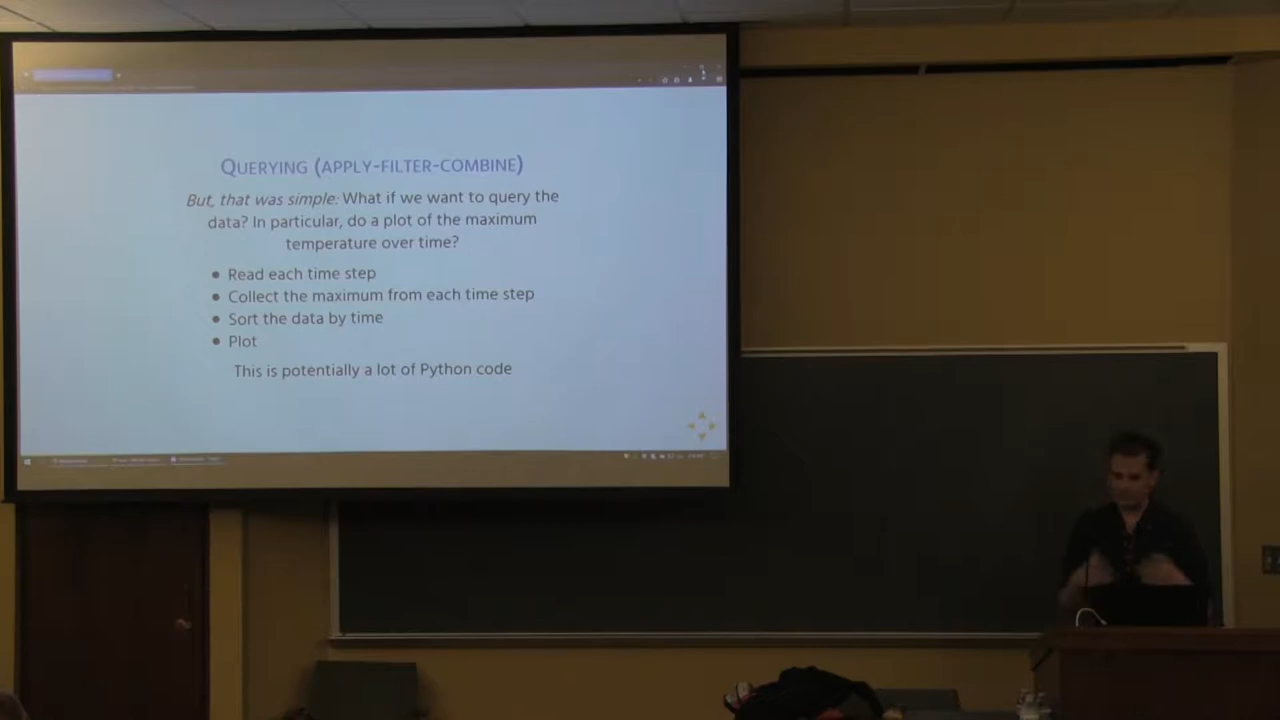 QUERYING (APPLY-FILTER-COMBINE)
But, that was simple: What if we want to query the
data? In particular, do a plot of the maximum
temperature over time?
• Read each time step
• Collect the maximum from each time step
• Sort the data by time
• Plot
This is potentially a lot of Python code